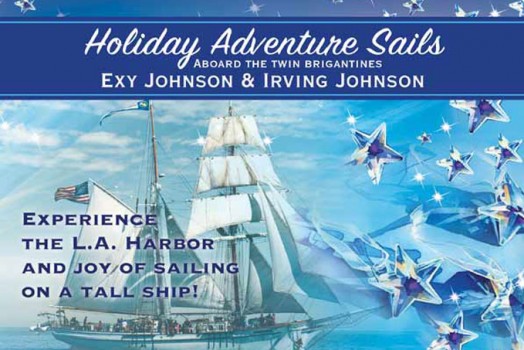 Holiday Adventure Sails
Aboard the twin brigantines
Exy Johnson & Irving Johnson
Experience
the L.A. Harbor
and joy of sailing
on a tall ship!